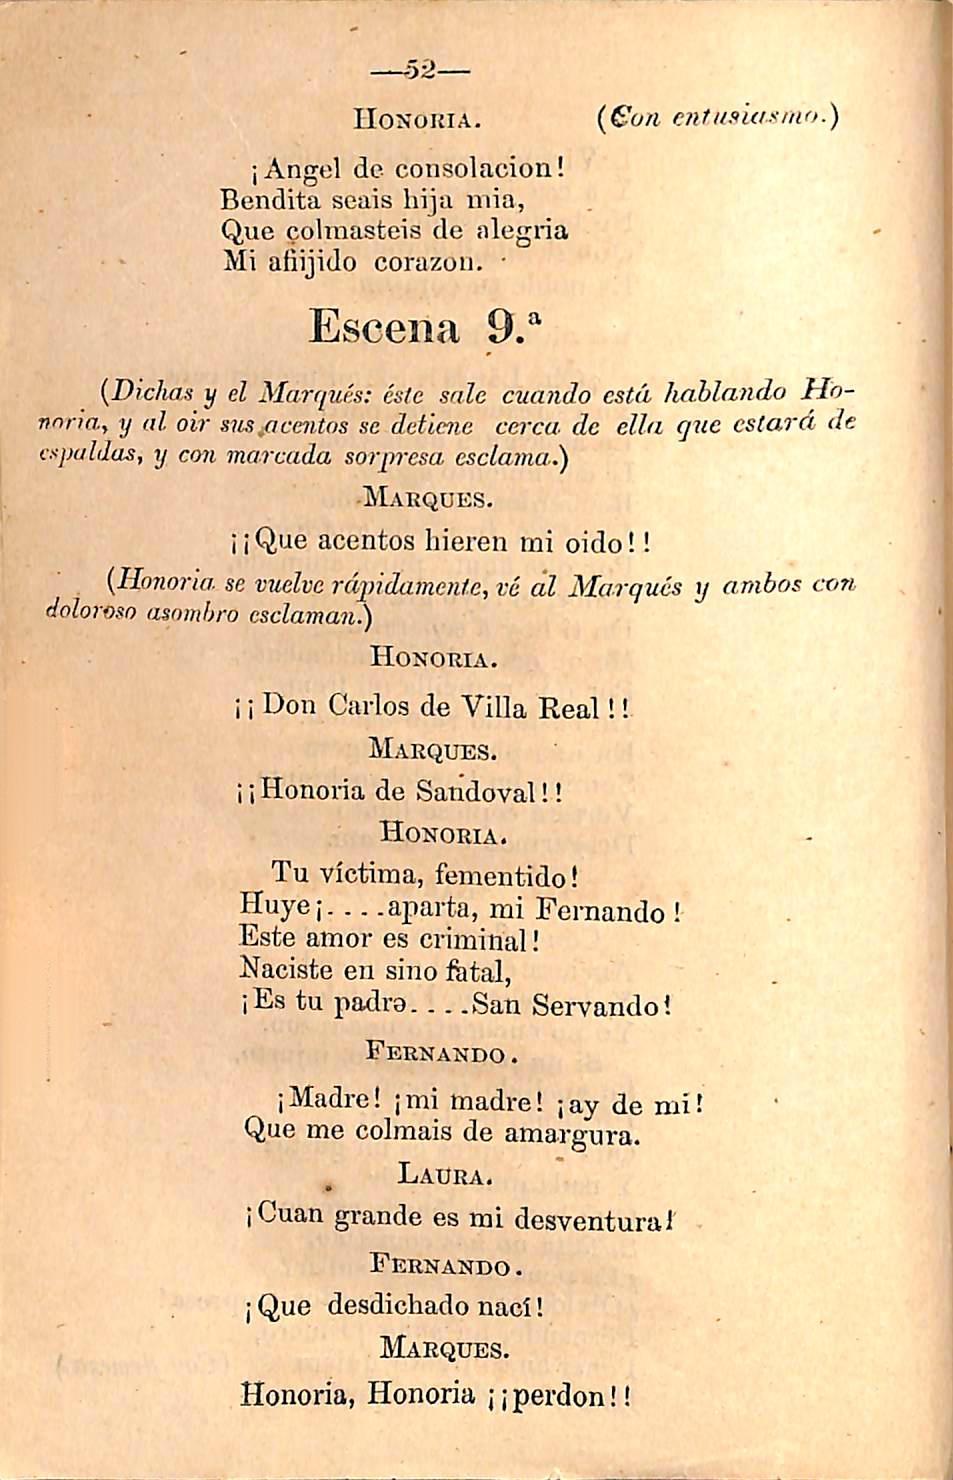 —52—
HONORIA. (Con entusiasmo.)
¡Angel de consolacion!
Bendita seais hija mia,
Que colmasteis de alegria
Mi afiijido corazon.
Escena 9.ª
(Dichas y el Marqués: éste sale cuando está hablando Ho-
noria, y al oir sus acentos se detiene cerca de ella que estará de
espaldas, y con marcada sorpresa esclama.)
MARQUES.
¡¡Que acentos hieren mi oido!!
(Honoria se vuelve rápidamente, vé al Marqués y ambos con
doloroso asombro esclaman.)
HONORIA.
¡¡Don Carlos de Villa Real!!
MARQUES.
¡¡Honoria de Sandoval!!
HONORIA.
Tu víctima, fementido!
Huye¡. . . .aparta, mi Fernando!
Este amor es criminal!
Naciste en sino fatal,
¡Es tu padre. . . .San Servando!
FERNANDO.
¡Madre! ¡mi madre! ¡ay de mi!
Que me colmais de amargura.
LAURA.
¡Cuan grande es mi desventura!
FERNANDO.
¡Que desdichado nací!
MARQUES.
Honoria, Honoria ¡¡perdon!!